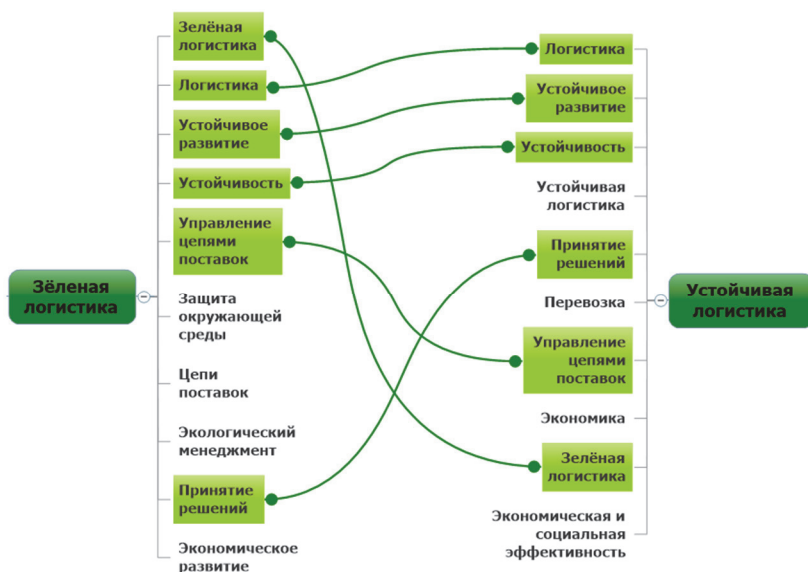 Зёленая
логистика
Зелёная
логистика
Логистика
Устойчивое
развитие
Устойчивость
Управление
цепями
поставок
Защита
окружающей
среды
Цепи
поставок
Экологический
менеджмент
Принятие
решений
Экономическое
развитие
Логистика
Устойчивое
развитие
Устойчивость
Устойчивая
логистика
Принятие
решений
Перевозка
Управление
цепями
поставок
Экономика
Зелёная
логистика
Экономическая и
социальная
эффективность
Устойчивая
логистика